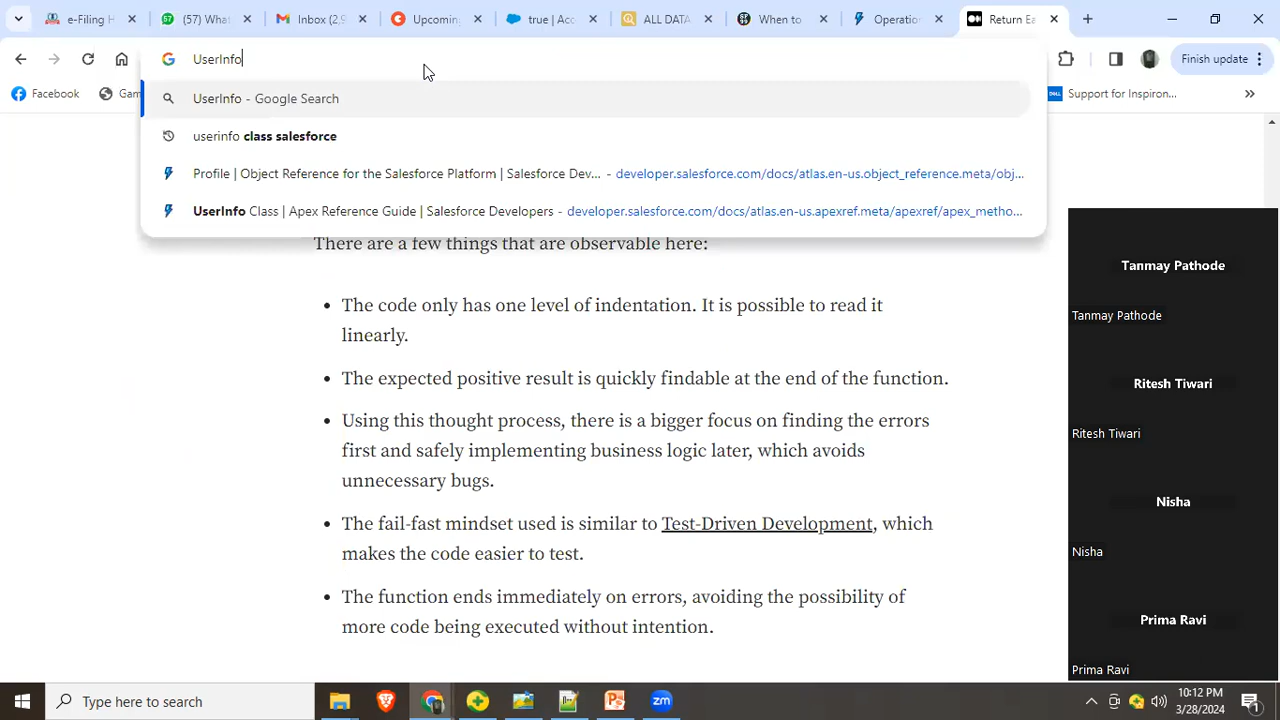 e-Filing H
(57) What
Inbox (2,9
Upcoming
true | Acc
ALL DATA
When to
Operation
Return Ea
UserInfo
Finish update
Facebook
Gam
Support for Inspiron...
UserInfo - Google Search
userinfo class salesforce
Profile | Object Reference for the Salesforce Platform | Salesforce Dev... - developer.salesforce.com/docs/atlas.en-us.object_reference.meta/obj...
UserInfo Class | Apex Reference Guide | Salesforce Developers - developer.salesforce.com/docs/atlas.en-us.apexref.meta/apexref/apex_metho...
There are a few things that are observable here:
• The code only has one level of indentation. It is possible to read it
linearly.
• The expected positive result is quickly findable at the end of the function.
• Using this thought process, there is a bigger focus on finding the errors
first and safely implementing business logic later, which avoids
unnecessary bugs.
• The fail-fast mindset used is similar to Test-Driven Development, which
makes the code easier to test.
• The function ends immediately on errors, avoiding the possibility of
more code being executed without intention.
Tanmay Pathode
Tanmay Pathode
Ritesh Tiwari
Ritesh Tiwari
Nisha
Nisha
Prima Ravi
Prima Ravi
Type here to search
zm
10:12 PM
3/28/2024
1